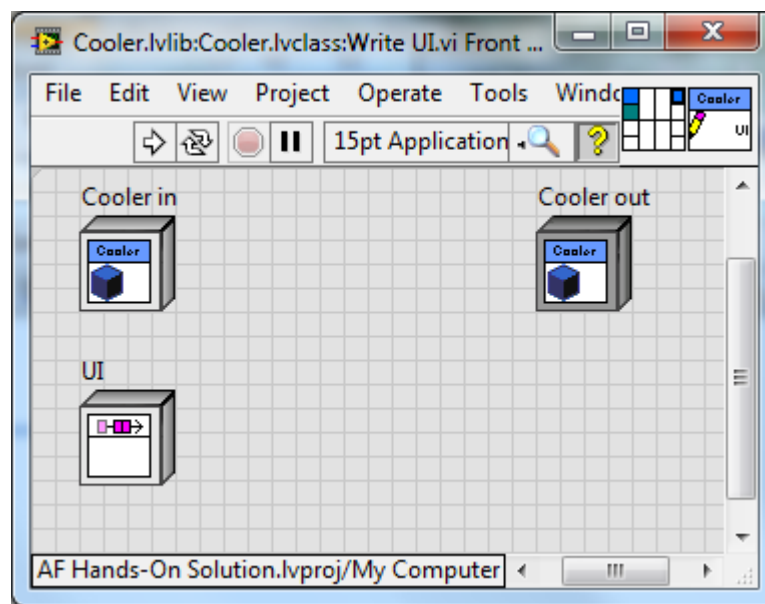 Cooler.lvlib:Cooler.lvclass:Write UI.vi Front ...
File Edit View Project Operate Tools
15pt Application
Cooler
UI
Cooler in
Cooler out
Cooler
Cooler
UI
AF Hands-On Solution.lvproj/My Computer